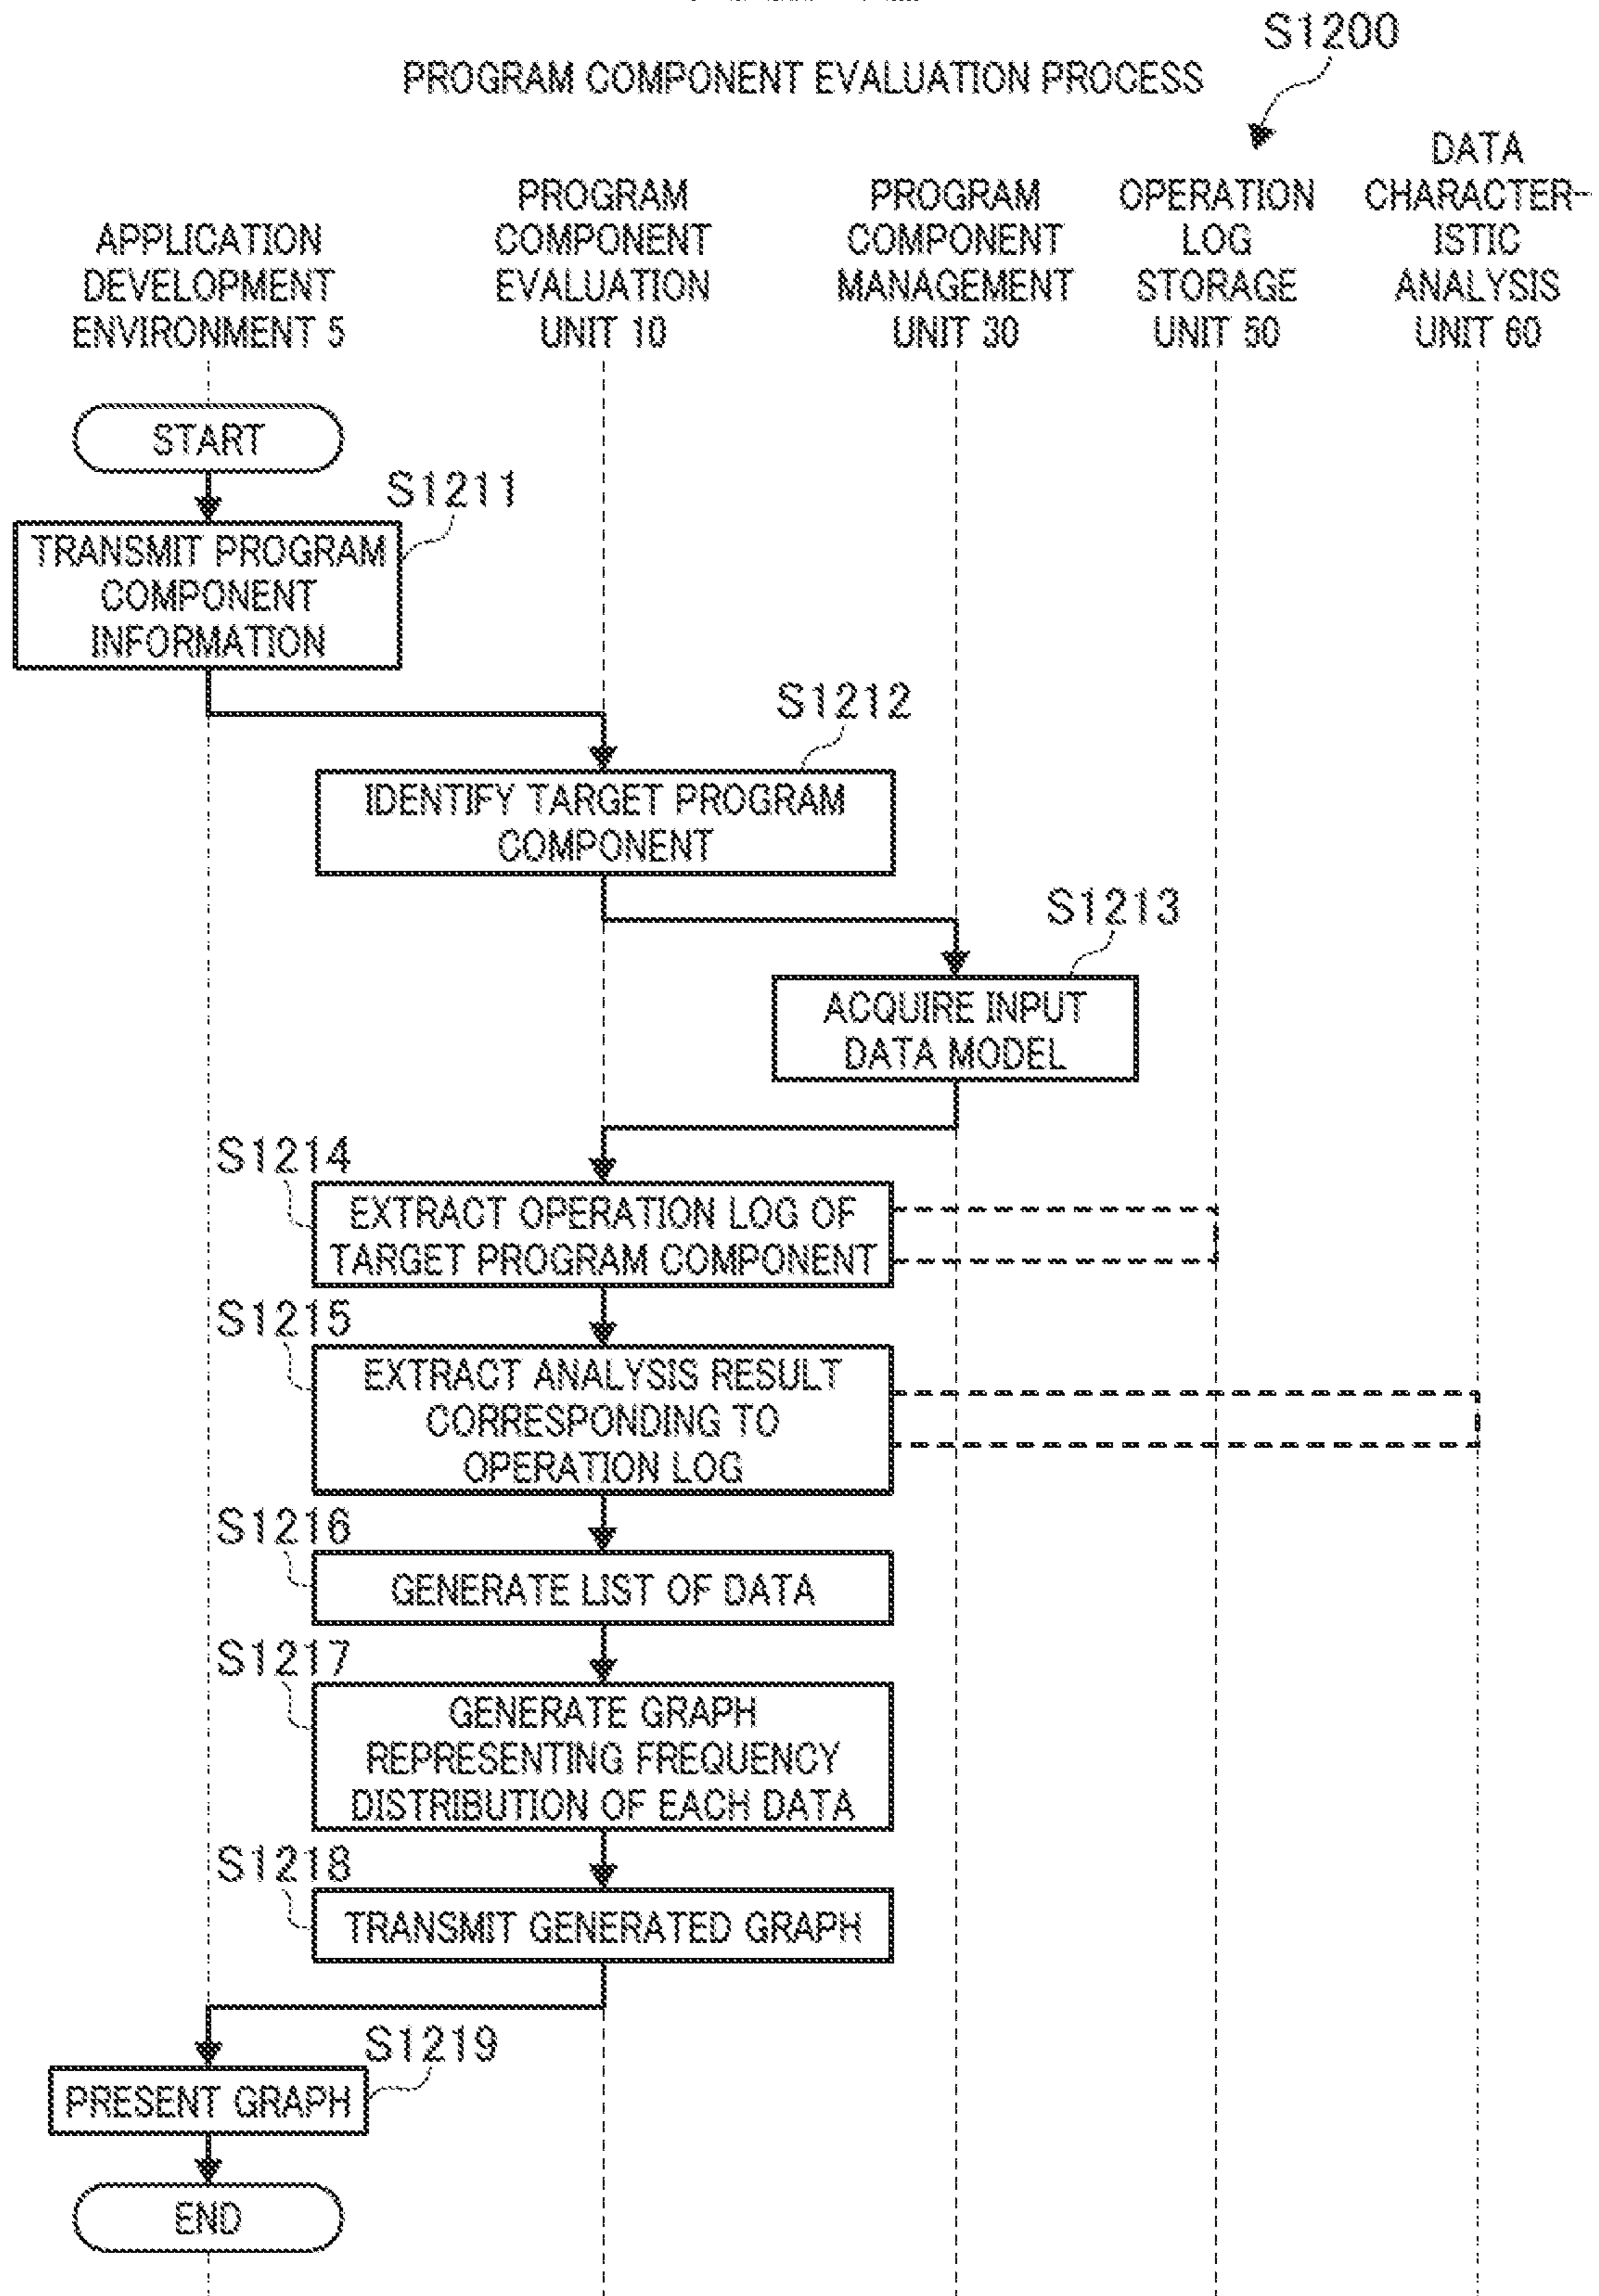 S1200
PROGRAM COMPONENT EVALUATION PROCESS
APPLICATION
DEVELOPMENT
ENVIRONMENT 5
PROGRAM
COMPONENT
EVALUATION
UNIT 10
PROGRAM
COMPONENT
MANAGEMENT
UNIT 30
OPERATION
LOG
STORAGE
UNIT 50
DATA
CHARACTER-
ISTIC
ANALYSIS
UNIT 60
START
S1211
TRANSMIT PROGRAM
COMPONENT
INFORMATION
S1212
IDENTIFY TARGET PROGRAM
COMPONENT
S1213
ACQUIRE INPUT
DATA MODEL
S1214
EXTRACT OPERATION LOG OF
TARGET PROGRAM COMPONENT
S1215
EXTRACT ANALYSIS RESULT
CORRESPONDING TO
OPERATION LOG
S1216
GENERATE LIST OF DATA
S1217
GENERATE GRAPH
REPRESENTING FREQUENCY
DISTRIBUTION OF EACH DATA
S1218
TRANSMIT GENERATED GRAPH
S1219
PRESENT GRAPH
END